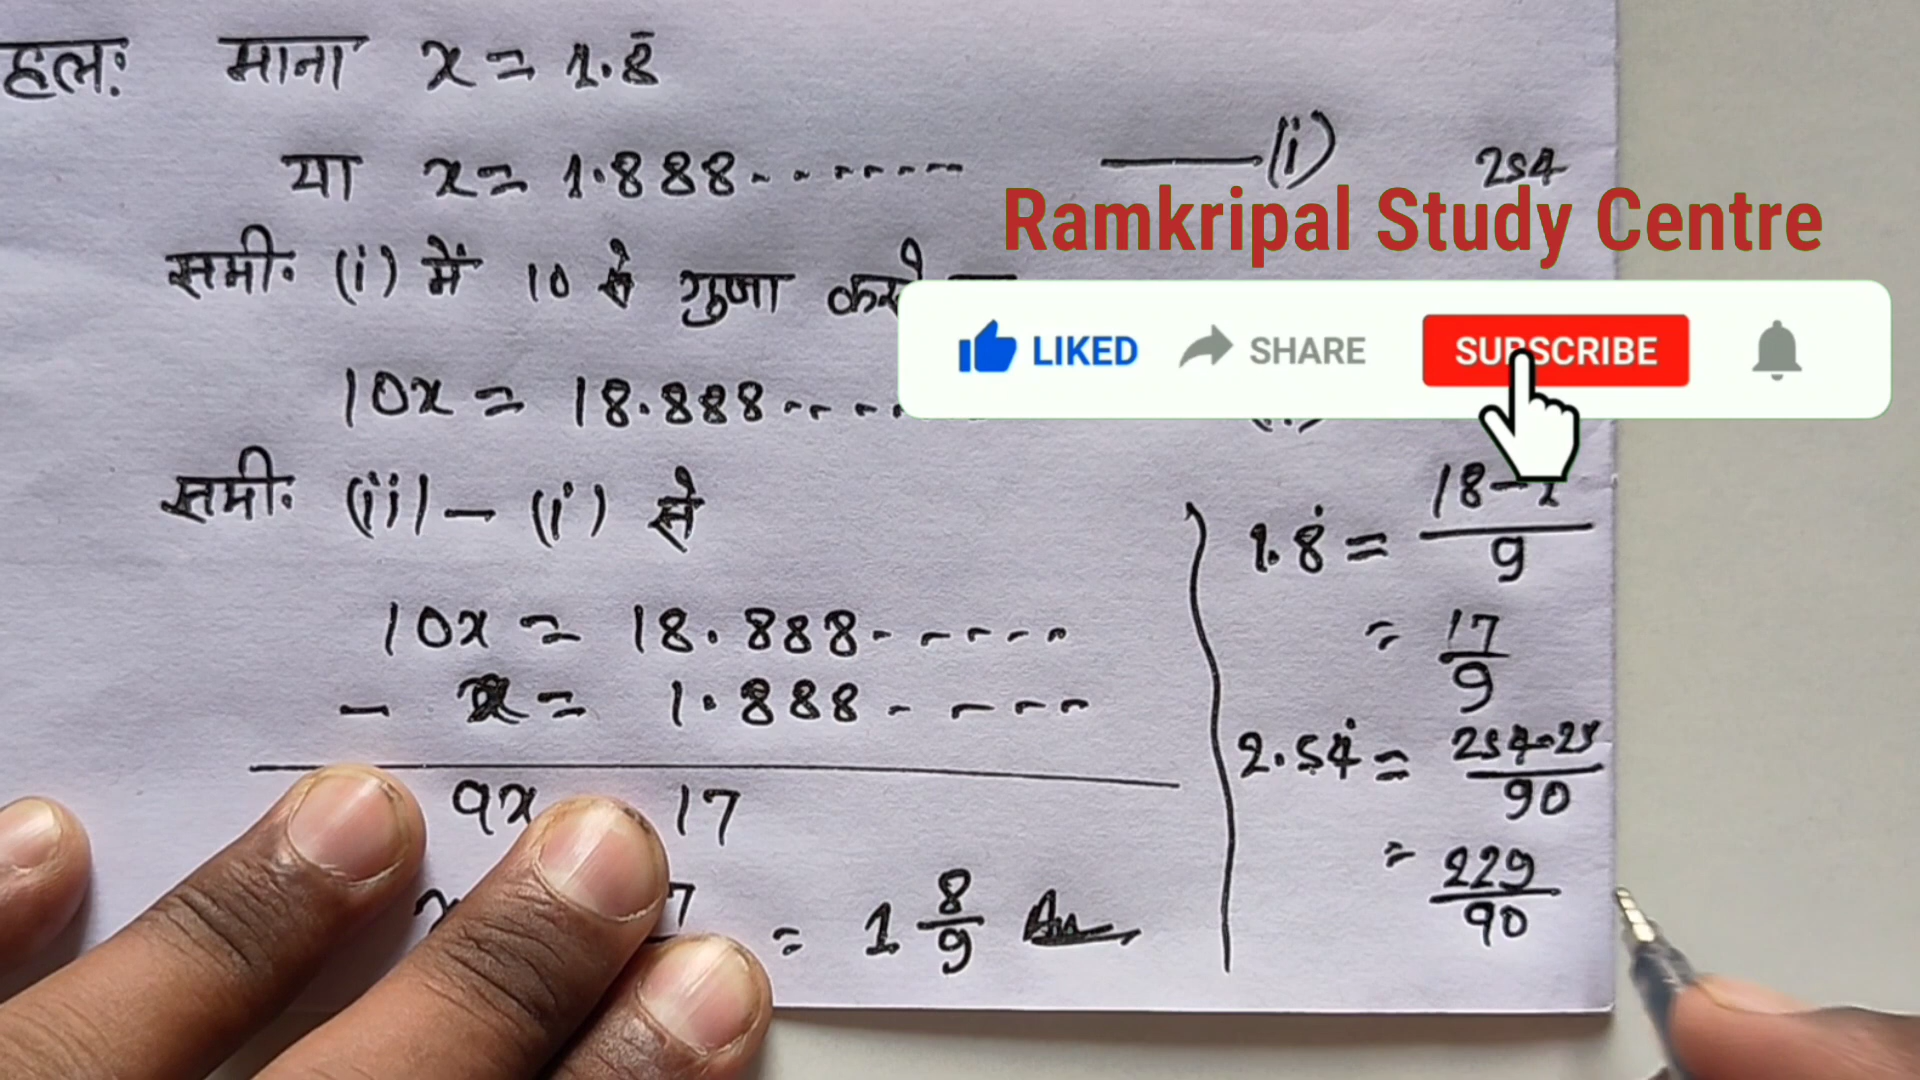 हलः माना x = 1.8̄
या x = 1.888....... —(i)
254
Ramkripal Study Centre
समी. (i) में 10 से गुणा
LIKED SHARE SUBSCRIBE
10x = 18.888.....
समी. (ii) - (i) से
10x = 18.888......
- x = 1.888.....
9x 17
= 1 8/9 Ans
1.8̇ = 18-1/9
= 17/9
2.54̇ = 254-25/90
= 229/90